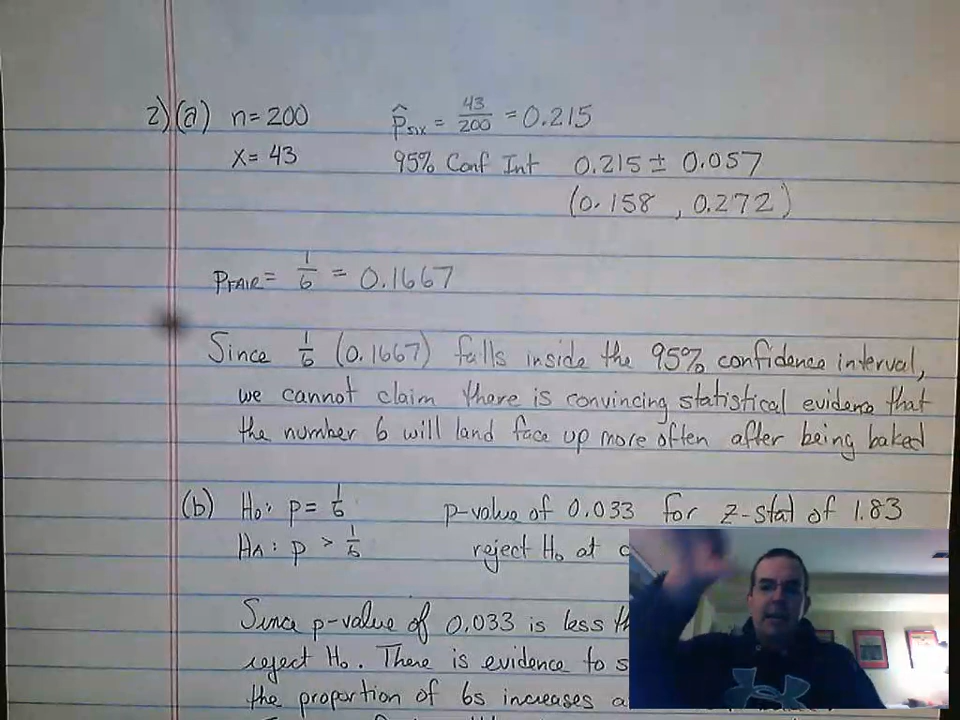 2) (a) n = 200 p̂six = 43/200 = 0.215
x = 43 95% Conf Int 0.215 ± 0.057
(0.158 , 0.272)
PFAIR = 1/6 = 0.1667
Since 1/6 (0.1667) falls inside the 95% confidence interval,
we cannot claim there is convincing statistical evidence that
the number 6 will land face up more often after being baked
(b) Ho: p = 1/6 p-value of 0.033 for z-stat of 1.83
HA: p > 1/6 reject Ho at
Since p-value of 0.033 is less
reject Ho. There is evidence to
the proportion of 6s increases